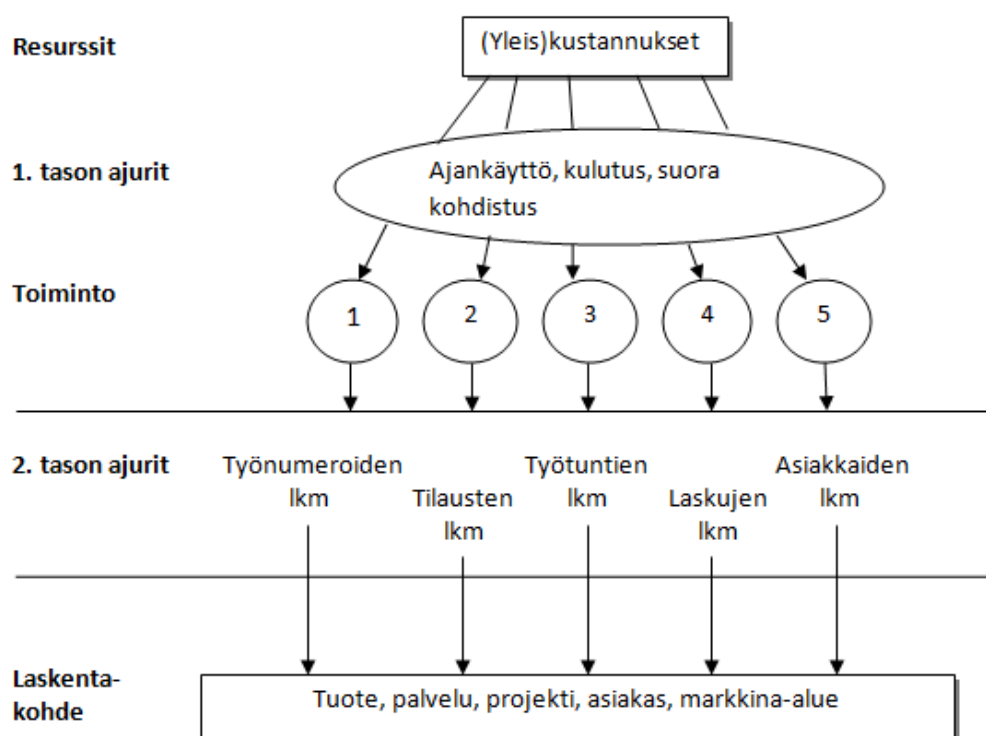 Resurssit
(Yleis)kustannukset
1. tason ajurit
Ajankäyttö, kulutus, suora
kohdistus
Toiminto
1
2
3
4
5
2. tason ajurit
Työnumeroiden
lkm
Tilausten
lkm
Työtuntien
lkm
Laskujen
lkm
Asiakkaiden
lkm
Laskenta-
kohde
Tuote, palvelu, projekti, asiakas, markkina-alue